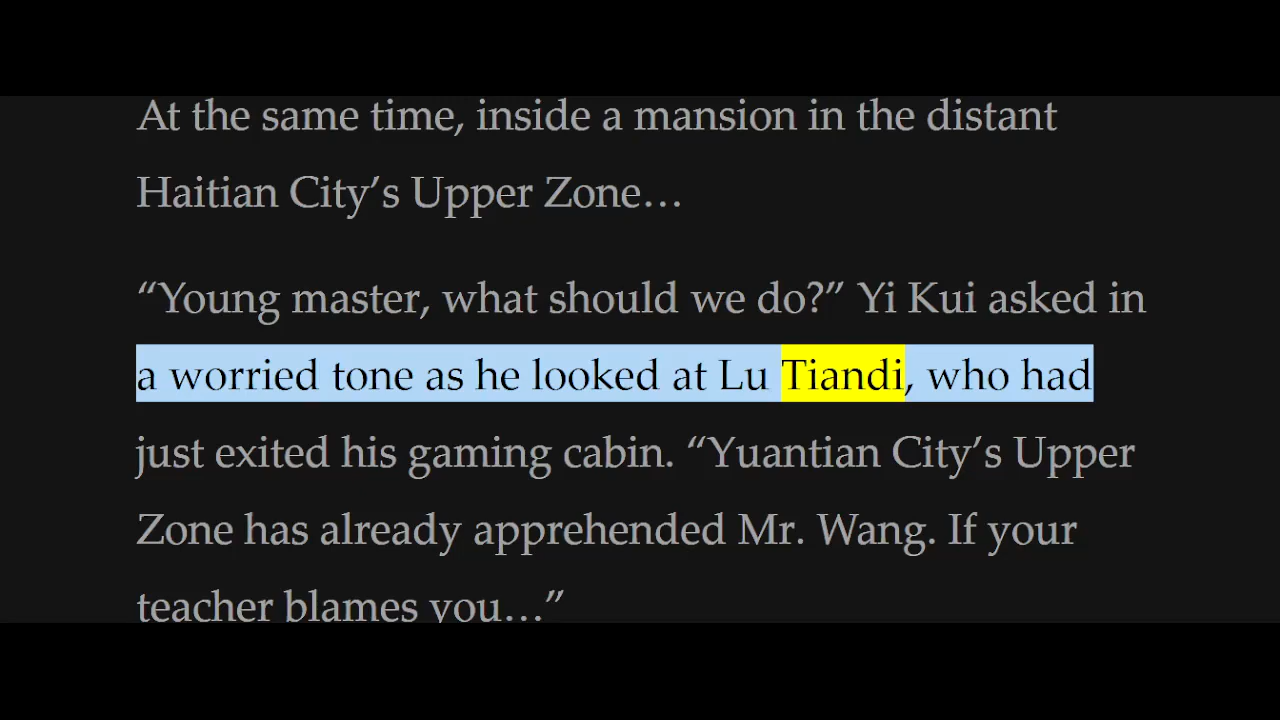 At the same time, inside a mansion in the distant
Haitian City’s Upper Zone…
“Young master, what should we do?” Yi Kui asked in
a worried tone as he looked at Lu Tiandi, who had
just exited his gaming cabin. “Yuantian City’s Upper
Zone has already apprehended Mr. Wang. If your
teacher blames you…”